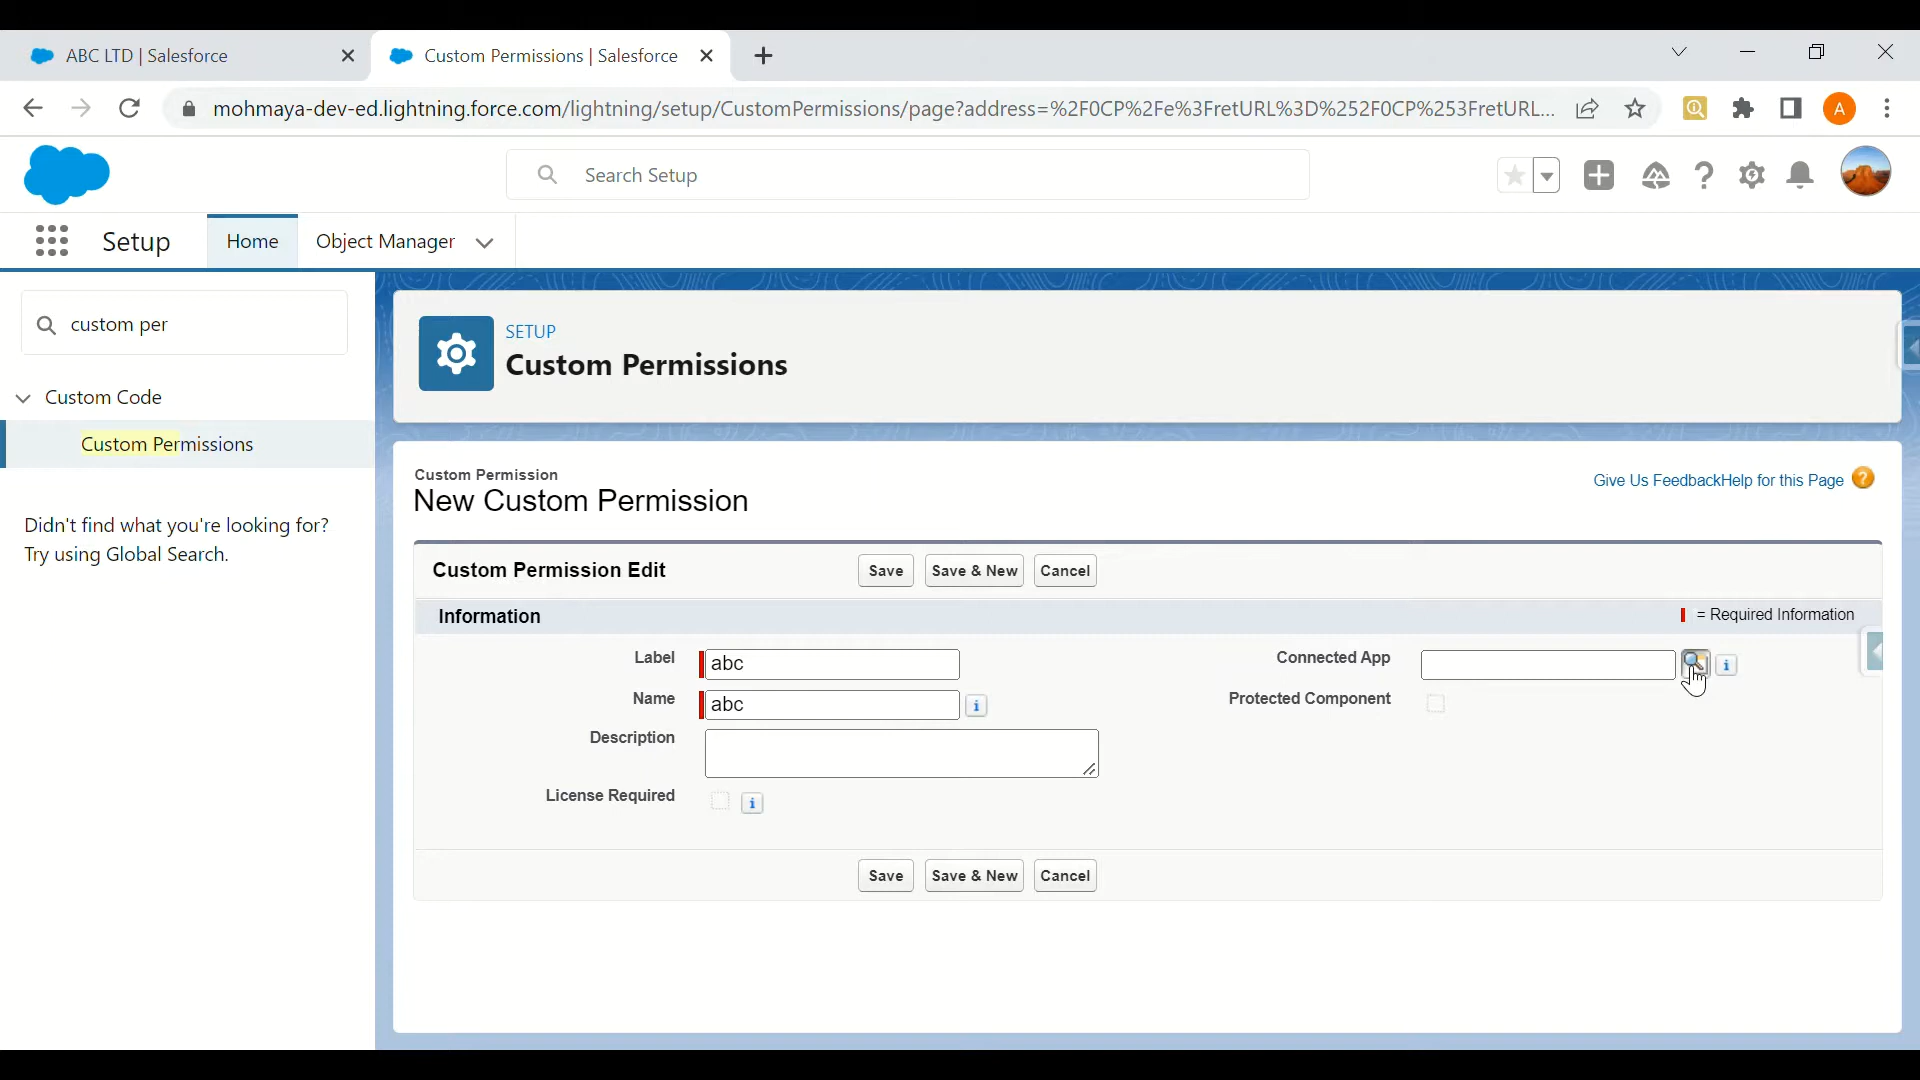 ABC LTD | Salesforce
Custom Permissions | Salesforce
mohmaya-dev-ed.lightning.force.com/lightning/setup/CustomPermissions/page?address=%2F0CP%2Fe%3FretURL%3D%252F0CP%253FretURL...
A
Search Setup
Setup
Home
Object Manager
custom per
Custom Code
Custom Permissions
Didn't find what you're looking for?
Try using Global Search.
SETUP
Custom Permissions
Custom Permission
New Custom Permission
Give Us Feedback
Help for this Page
Custom Permission Edit
Save
Save & New
Cancel
Information
= Required Information
Label
abc
Connected App
Name
abc
Protected Component
Description
License Required
Save
Save & New
Cancel